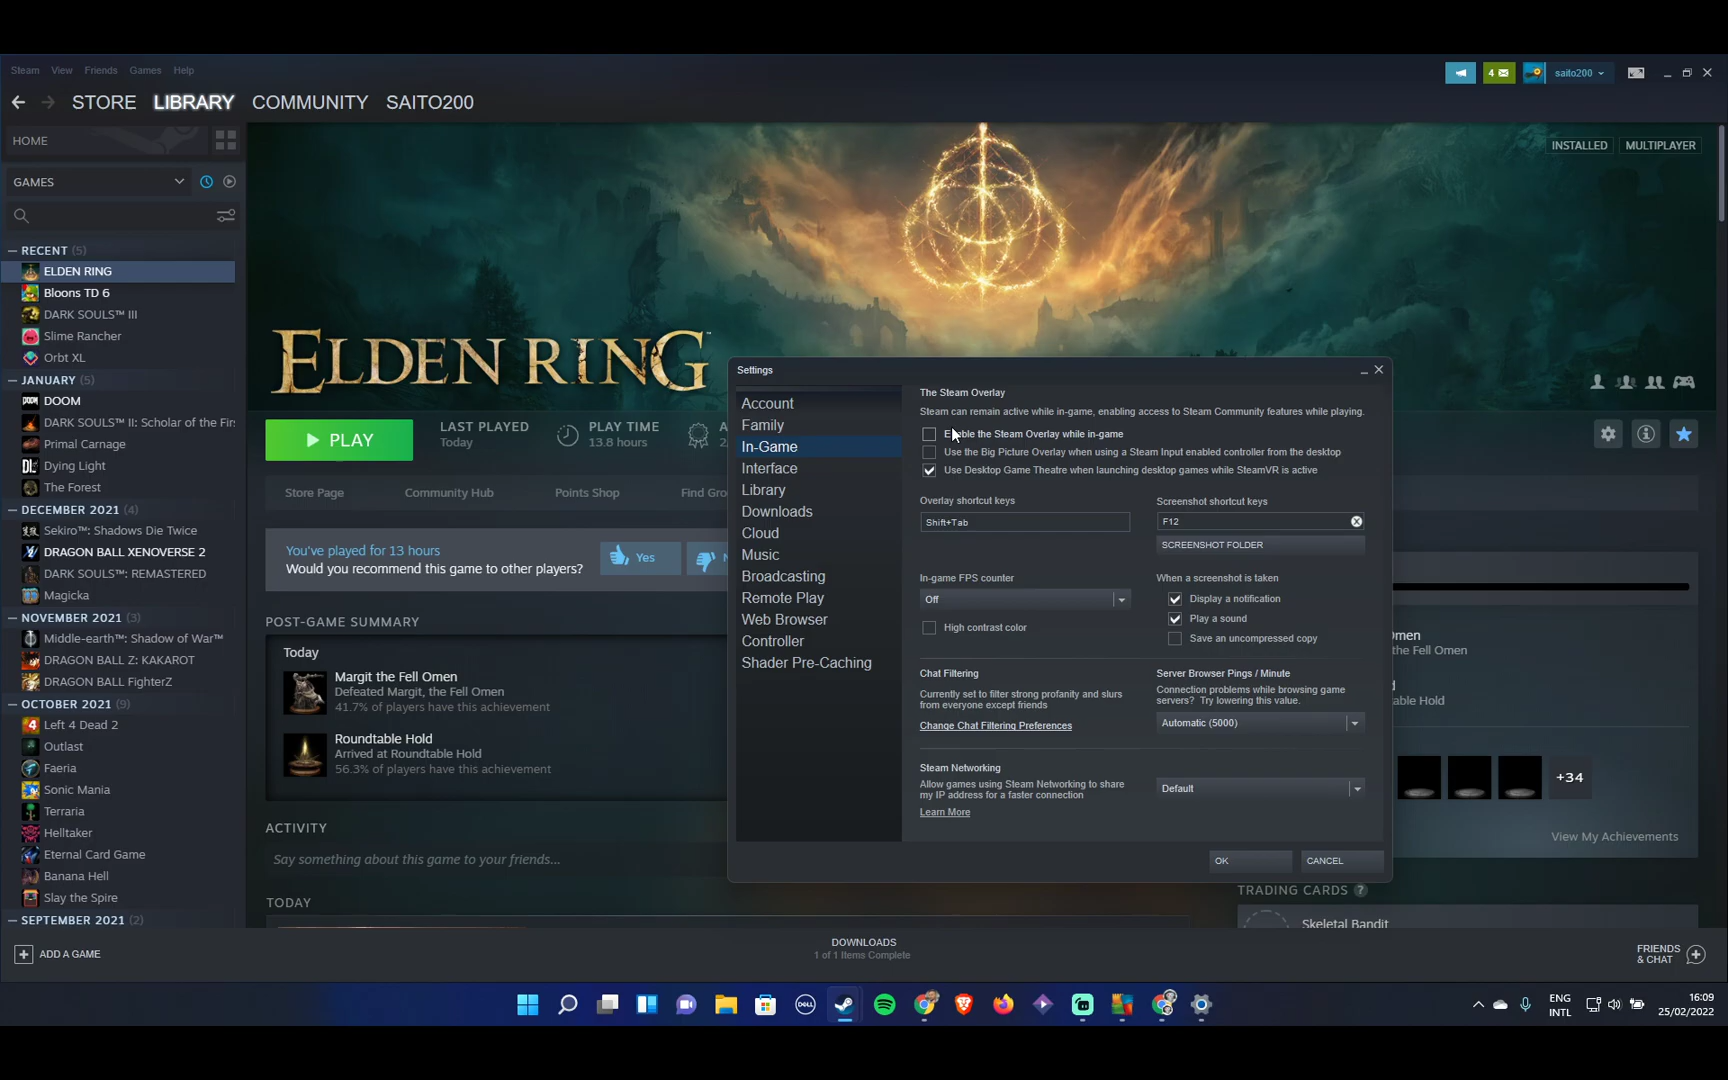 Steam View Friends Games Help
4 saito200
STORE LIBRARY COMMUNITY SAITO200
HOME
INSTALLED MULTIPLAYER
GAMES
RECENT (5)
ELDEN RING
Bloons TD 6
DARK SOULS™ III
Slime Rancher
Orbt XL
JANUARY (5)
DOOM
DARK SOULS™ II: Scholar of the Fir
Primal Carnage
Dying Light
The Forest
DECEMBER 2021 (4)
Sekiro™: Shadows Die Twice
DRAGON BALL XENOVERSE 2
DARK SOULS™: REMASTERED
Magicka
NOVEMBER 2021 (3)
Middle-earth™: Shadow of War™
DRAGON BALL Z: KAKAROT
DRAGON BALL FighterZ
OCTOBER 2021 (9)
Left 4 Dead 2
Outlast
Faeria
Sonic Mania
Terraria
Helltaker
Eternal Card Game
Banana Hell
Slay the Spire
SEPTEMBER 2021 (2)
ADD A GAME
ELDEN RING™
PLAY
LAST PLAYED
Today
PLAY TIME
13.8 hours
A
Store Page Community Hub Points Shop Find Gro
You've played for 13 hours
Would you recommend this game to other players?
Yes N
POST-GAME SUMMARY
Today
Margit the Fell Omen
Defeated Margit, the Fell Omen
41.7% of players have this achievement
Roundtable Hold
Arrived at Roundtable Hold
56.3% of players have this achievement
ACTIVITY
Say something about this game to your friends...
TODAY
Settings
Account
Family
In-Game
Interface
Library
Downloads
Cloud
Music
Broadcasting
Remote Play
Web Browser
Controller
Shader Pre-Caching
The Steam Overlay
Steam can remain active while in-game, enabling access to Steam Community features while playing.
Enable the Steam Overlay while in-game
Use the Big Picture Overlay when using a Steam Input enabled controller from the desktop
Use Desktop Game Theatre when launching desktop games while SteamVR is active
Overlay shortcut keys
Shift+Tab
Screenshot shortcut keys
F12
SCREENSHOT FOLDER
In-game FPS counter
Off
High contrast color
When a screenshot is taken
Display a notification
Play a sound
Save an uncompressed copy
Chat Filtering
Currently set to filter strong profanity and slurs
from everyone except friends
Change Chat Filtering Preferences
Server Browser Pings / Minute
Connection problems while browsing game
servers? Try lowering this value.
Automatic (5000)
Steam Networking
Allow games using Steam Networking to share
my IP address for a faster connection
Learn More
Default
OK CANCEL
men
the Fell Omen
d
able Hold
+34
View My Achievements
TRADING CARDS ?
Skeletal Bandit
DOWNLOADS
1 of 1 Items Complete
FRIENDS
& CHAT
DELL
ENG
INTL
16:09
25/02/2022